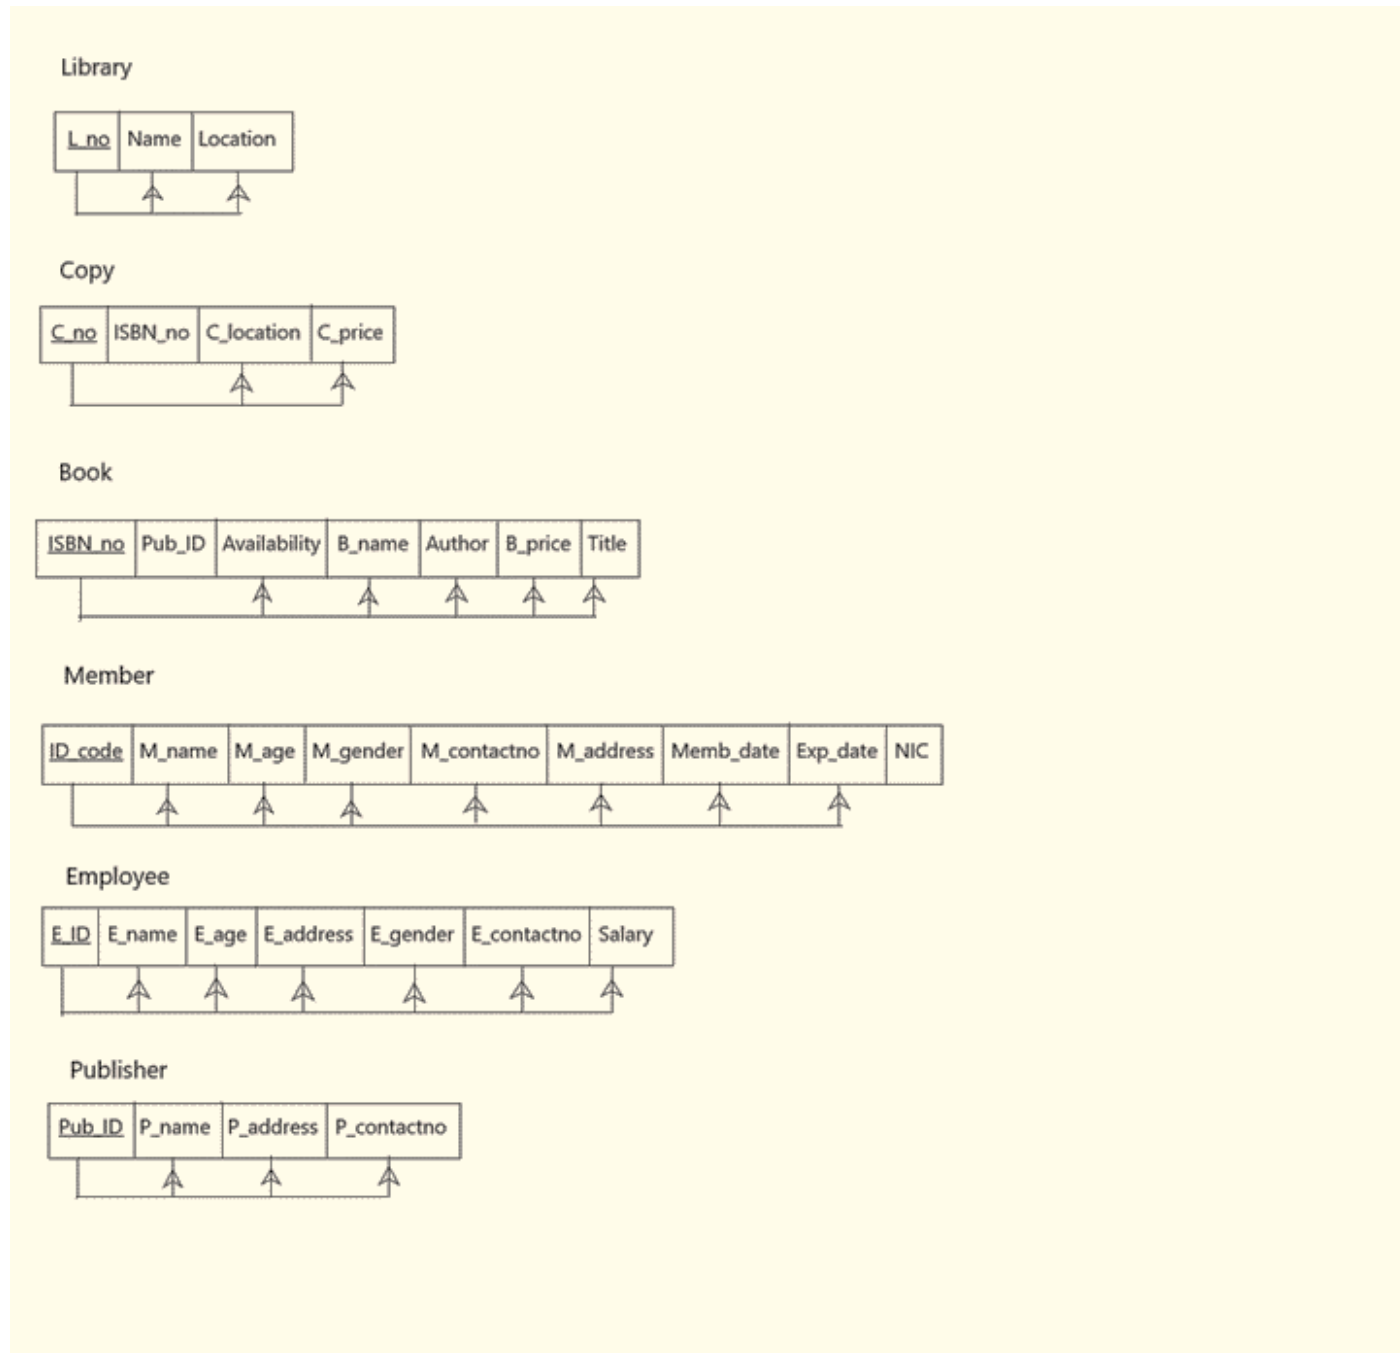 Library
L_no Name Location
Copy
C_no ISBN_no C_location C_price
Book
ISBN_no Pub_ID Availability B_name Author B_price Title
Member
ID_code M_name M_age M_gender M_contactno M_address Memb_date Exp_date NIC
Employee
E_ID E_name E_age E_address E_gender E_contactno Salary
Publisher
Pub_ID P_name P_address P_contactno